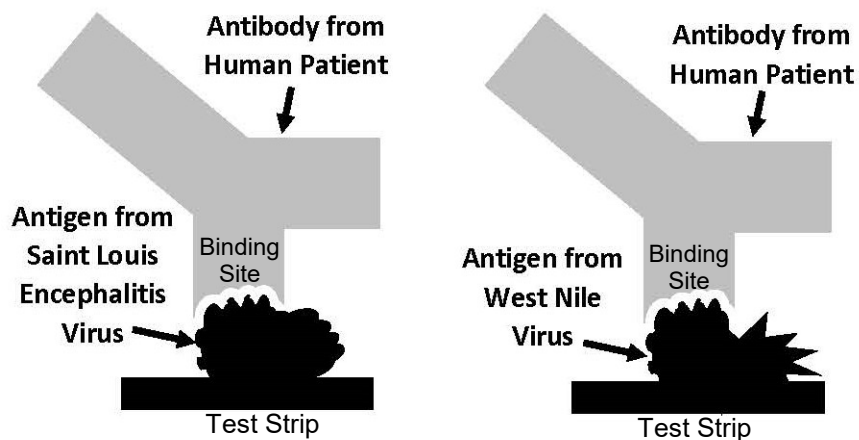 Antibody from
Human Patient
Antigen from
Saint Louis
Encephalitis
Virus
Binding
Site
Test Strip
Antibody from
Human Patient
Antigen from
West Nile
Virus
Binding
Site
Test Strip